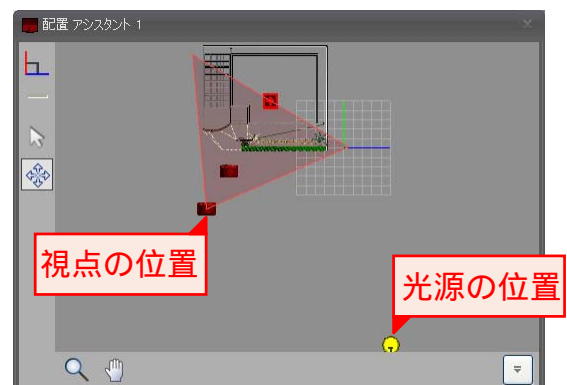 配置 アシスタント 1
視点の位置
光源の位置